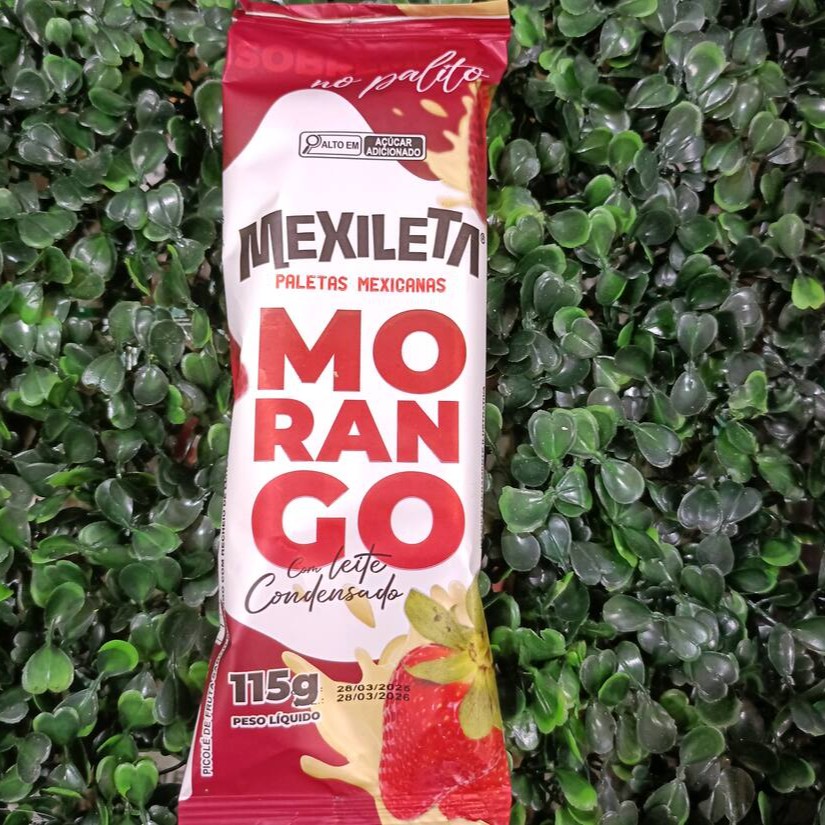 SOBREMESA
no palito
ALTO EM
AÇÚCAR
ADICIONADO
MEXILETA®
PALETAS MEXICANAS
MO
RAN
GO
Com leite
Condensado
115g
PESO LÍQUIDO
28/03/2025
28/03/2026
PICOLÉ DE FRUTA